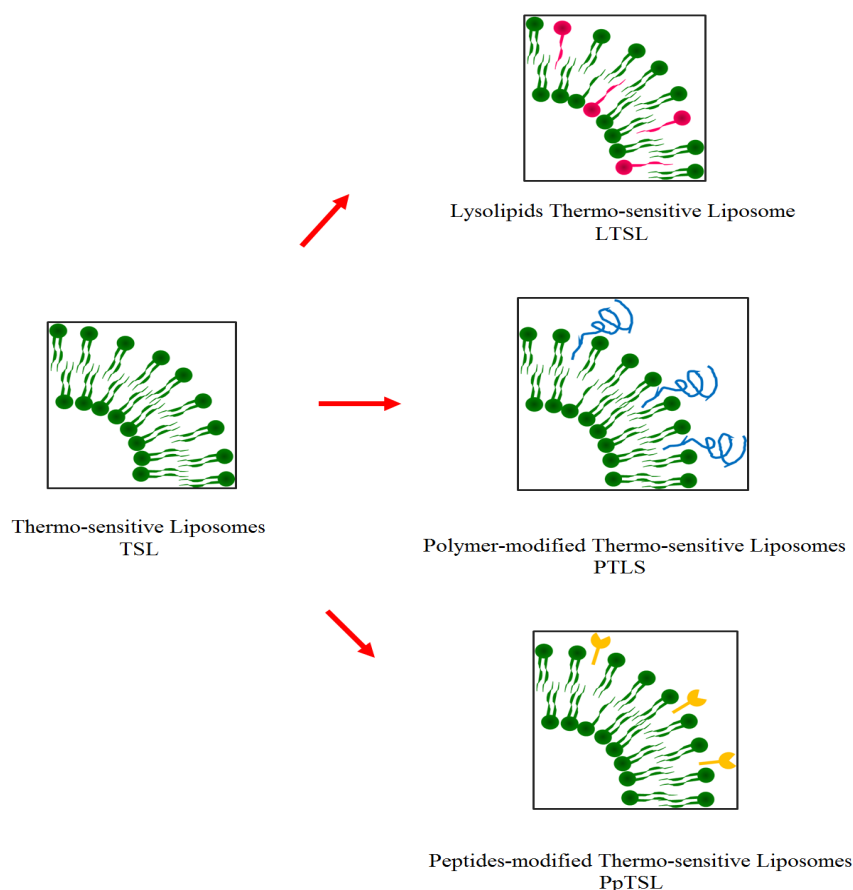 Lysolipids Thermo-sensitive Liposome
LTSL
Thermo-sensitive Liposomes
TSL
Polymer-modified Thermo-sensitive Liposomes
PTLS
Peptides-modified Thermo-sensitive Liposomes
PpTSL